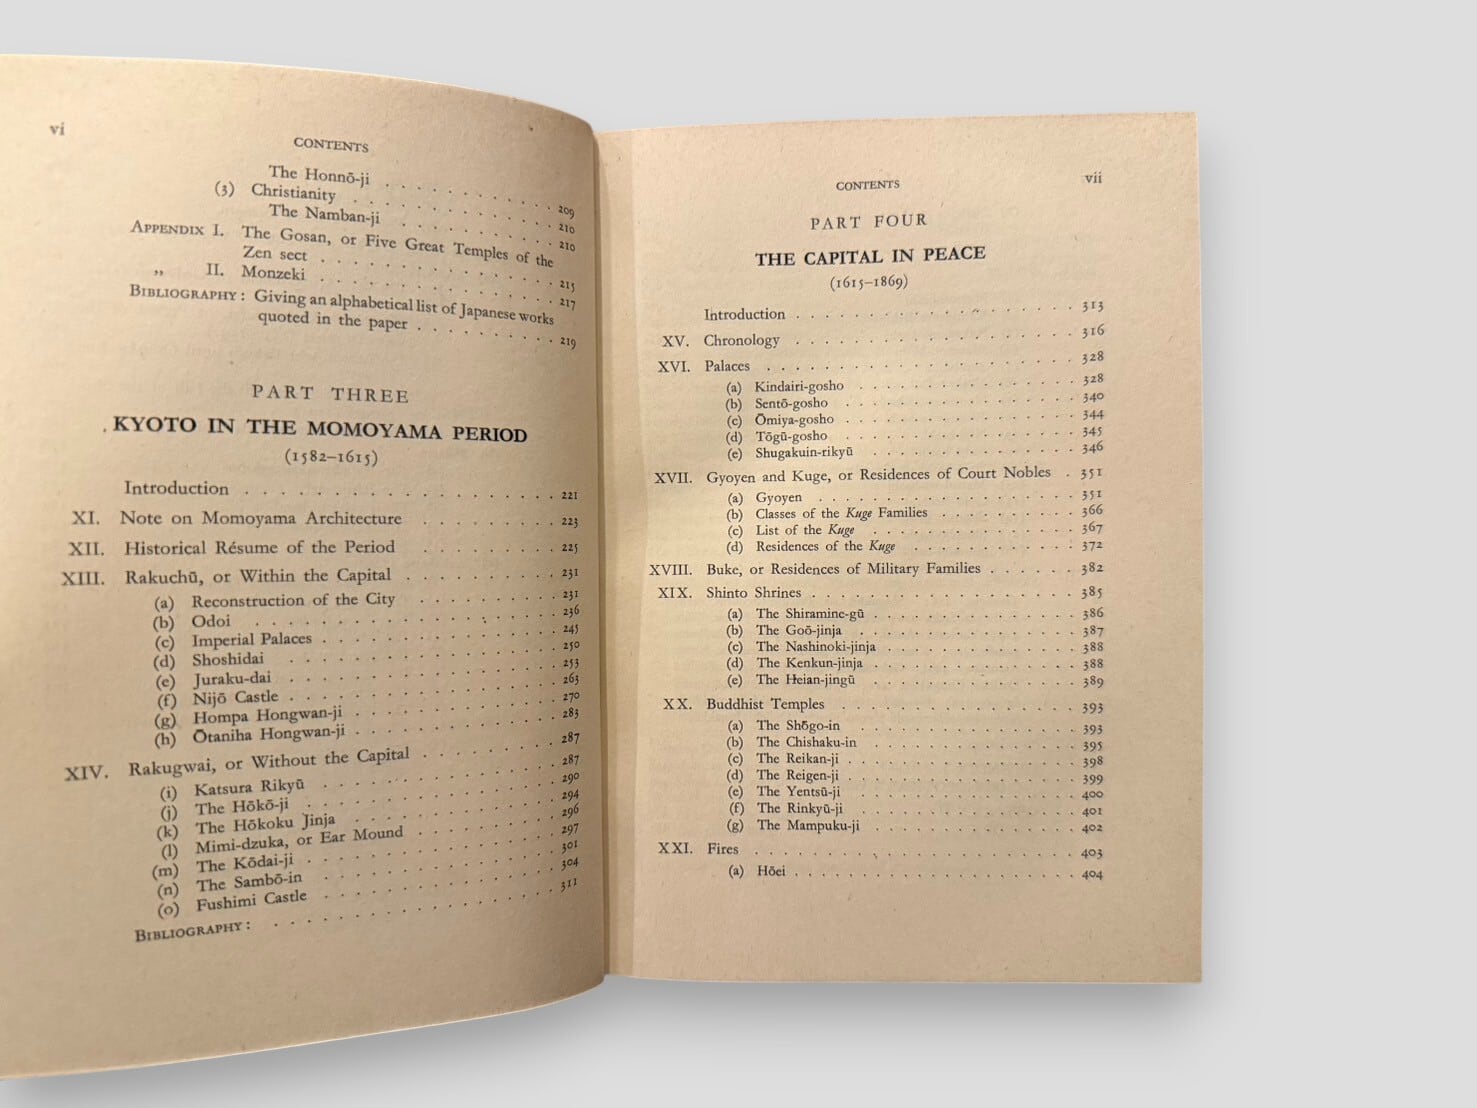 vi
CONTENTS
The Honnō-ji . . . . . . . . . . 209
(3) Christianity . . . . . . . . . . 210
The Namban-ji . . . . . . . . . 210
APPENDIX I. The Gosan, or Five Great Temples of the
Zen sect . . . . . . . . . . . 215
„ II. Monzeki . . . . . . . . . . . 217
BIBLIOGRAPHY: Giving an alphabetical list of Japanese works
quoted in the paper . . . . . . . . 219
PART THREE
KYOTO IN THE MOMOYAMA PERIOD
(1582–1615)
Introduction . . . . . . . . . . . . . . . . . . 221
XI. Note on Momoyama Architecture . . . . . . . . 223
XII. Historical Résume of the Period . . . . . . . . 225
XIII. Rakuchū, or Within the Capital . . . . . . . . . 231
(a) Reconstruction of the City . . . . . . . . 231
(b) Odoi . . . . . . . . . . . . . . . 236
(c) Imperial Palaces . . . . . . . . . . . . 245
(d) Shoshidai . . . . . . . . . . . . . 250
(e) Juraku-dai . . . . . . . . . . . . . 253
(f) Nijō Castle . . . . . . . . . . . . . 263
(g) Hompa Hongwan-ji . . . . . . . . . . 270
(h) Ōtaniha Hongwan-ji . . . . . . . . . . 283
XIV. Rakugwai, or Without the Capital . . . . . . . . 287
(i) Katsura Rikyū . . . . . . . . . . . . 287
(j) The Hōkō-ji . . . . . . . . . . . . 290
(k) The Hōkoku Jinja . . . . . . . . . . . 294
(l) Mimi-dzuka, or Ear Mound . . . . . . . . 296
(m) The Kōdai-ji . . . . . . . . . . . . 297
(n) The Sambō-in . . . . . . . . . . . . 301
(o) Fushimi Castle . . . . . . . . . . . . 304
BIBLIOGRAPHY: . . . . . . . . . . . . . . . 311
CONTENTS
vii
PART FOUR
THE CAPITAL IN PEACE
(1615–1869)
Introduction . . . . . . . . . . . . . . . . . 313
XV. Chronology . . . . . . . . . . . . . . . . . 316
XVI. Palaces . . . . . . . . . . . . . . . . . . 328
(a) Kindairi-gosho . . . . . . . . . . . . . 328
(b) Sentō-gosho . . . . . . . . . . . . . 340
(c) Ōmiya-gosho . . . . . . . . . . . . . 344
(d) Tōgū-gosho . . . . . . . . . . . . . 345
(e) Shugakuin-rikyū . . . . . . . . . . . . 346
XVII. Gyoyen and Kuge, or Residences of Court Nobles . 351
(a) Gyoyen . . . . . . . . . . . . . . . 351
(b) Classes of the Kuge Families . . . . . . . . 366
(c) List of the Kuge . . . . . . . . . . . . 367
(d) Residences of the Kuge . . . . . . . . . . 372
XVIII. Buke, or Residences of Military Families . . . . . . 382
XIX. Shinto Shrines . . . . . . . . . . . . . . . 385
(a) The Shiramine-gū . . . . . . . . . . . . 386
(b) The Goō-jinja . . . . . . . . . . . . . 387
(c) The Nashinoki-jinja . . . . . . . . . . . 388
(d) The Kenkun-jinja . . . . . . . . . . . . 388
(e) The Heian-jingū . . . . . . . . . . . . 389
XX. Buddhist Temples . . . . . . . . . . . . . . 393
(a) The Shōgo-in . . . . . . . . . . . . . 393
(b) The Chishaku-in . . . . . . . . . . . . 395
(c) The Reikan-ji . . . . . . . . . . . . . 398
(d) The Reigen-ji . . . . . . . . . . . . . 399
(e) The Yentsū-ji . . . . . . . . . . . . . 400
(f) The Rinkyū-ji . . . . . . . . . . . . . 401
(g) The Mampuku-ji . . . . . . . . . . . . 402
XXI. Fires . . . . . . . . . . . . . . . . . . . 403
(a) Hōei . . . . . . . . . . . . . . . . . 404